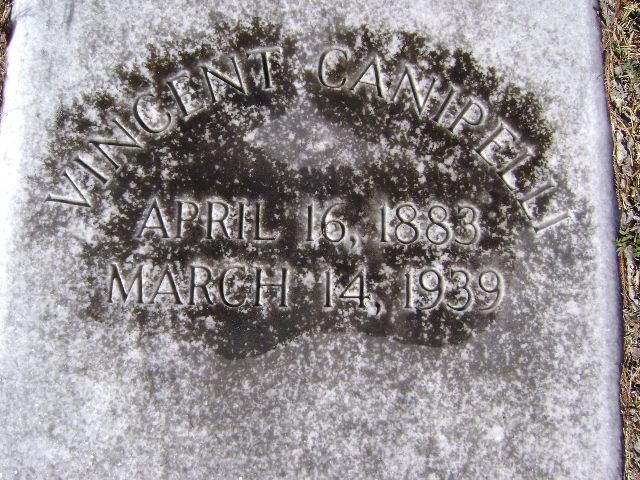 VINCENT CANIPELLI
APRIL 16, 1883
MARCH 14, 1939